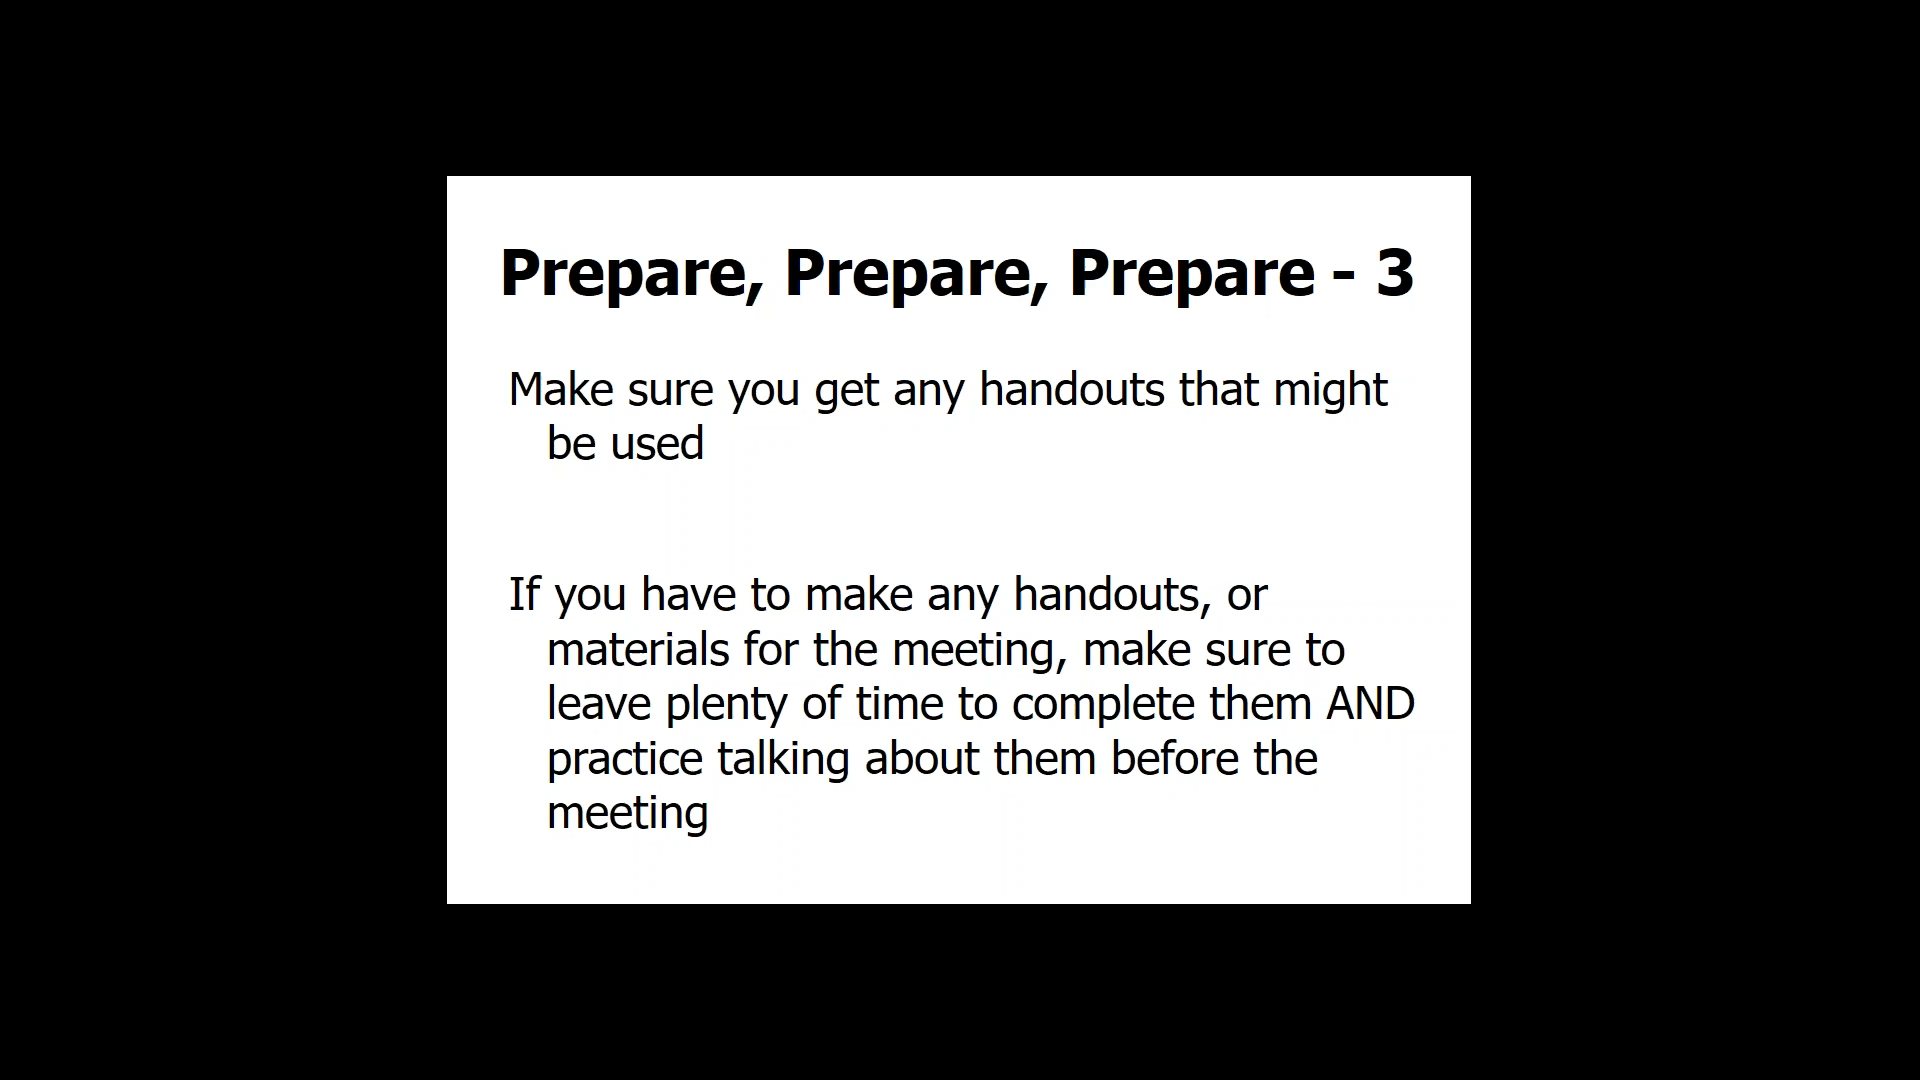 Prepare, Prepare, Prepare - 3
Make sure you get any handouts that might
be used
If you have to make any handouts, or
materials for the meeting, make sure to
leave plenty of time to complete them AND
practice talking about them before the
meeting